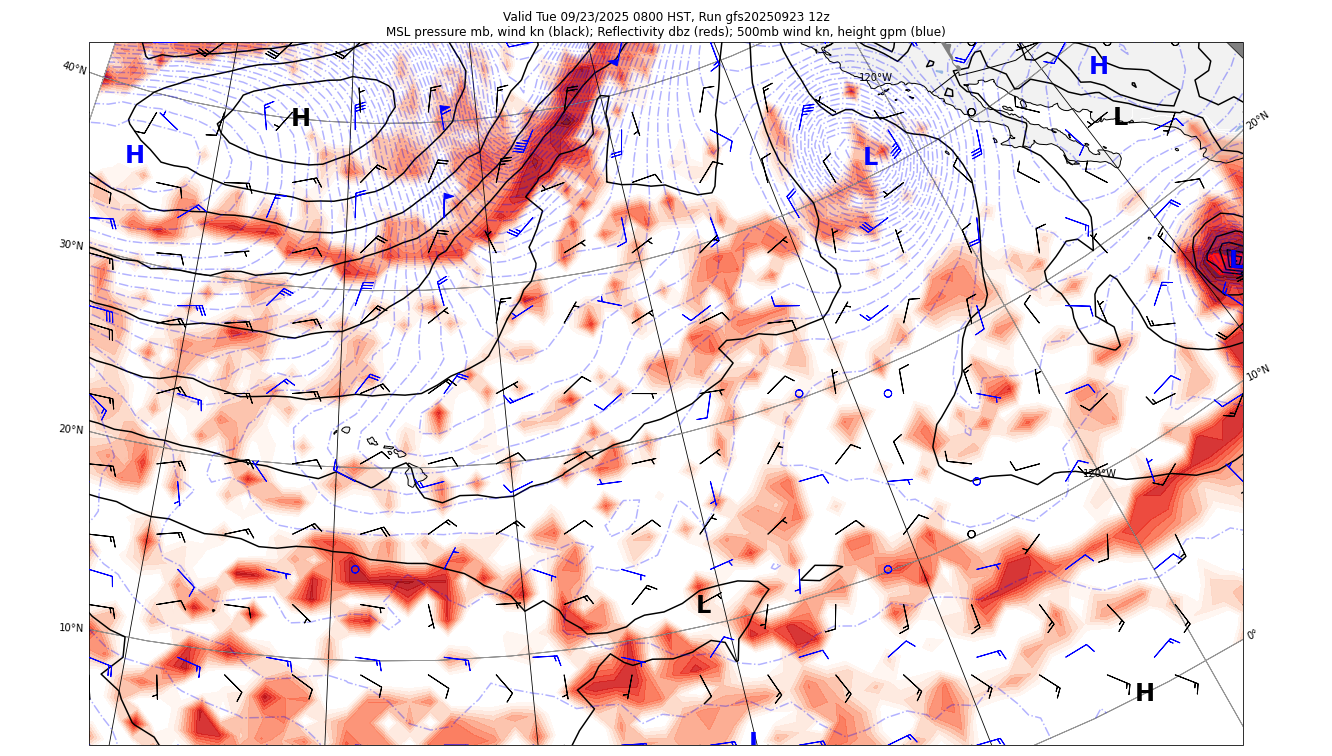 Valid Tue 09/23/2025 0800 HST, Run gfs20250923 12z
MSL pressure mb, wind kn (black); Reflectivity dbz (reds); 500mb wind kn, height gpm (blue)
40°N
120°W
H
H
H
L
20°N
L
30°N
L
10°N
20°N
120°W
10°N
L
0°
H
L